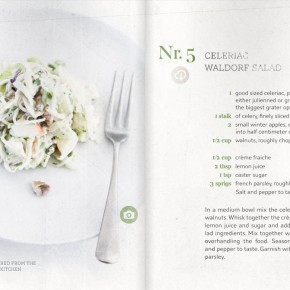 Nr. 5
CELERIAC
WALDORF SALAD
1 good sized celeriac, p
either julienned or gr
the biggest grater op
1 stalk of celery, finely sliced
2 small winter apples, c
into half centimeter
1/2 cup walnuts, roughly chop
1/2 cup crème fraiche
2 tbsp lemon juice
1 tsp caster sugar
3 sprigs french parsley, rough
Salt and pepper to ta
In a medium bowl mix the cele
walnuts. Whisk together the crè
lemon juice and sugar and add
lad ingredients. Mix together w
overhandling the food. Season
and pepper to taste. Garnish with
parsley.
XED FROM THE
KITCHEN